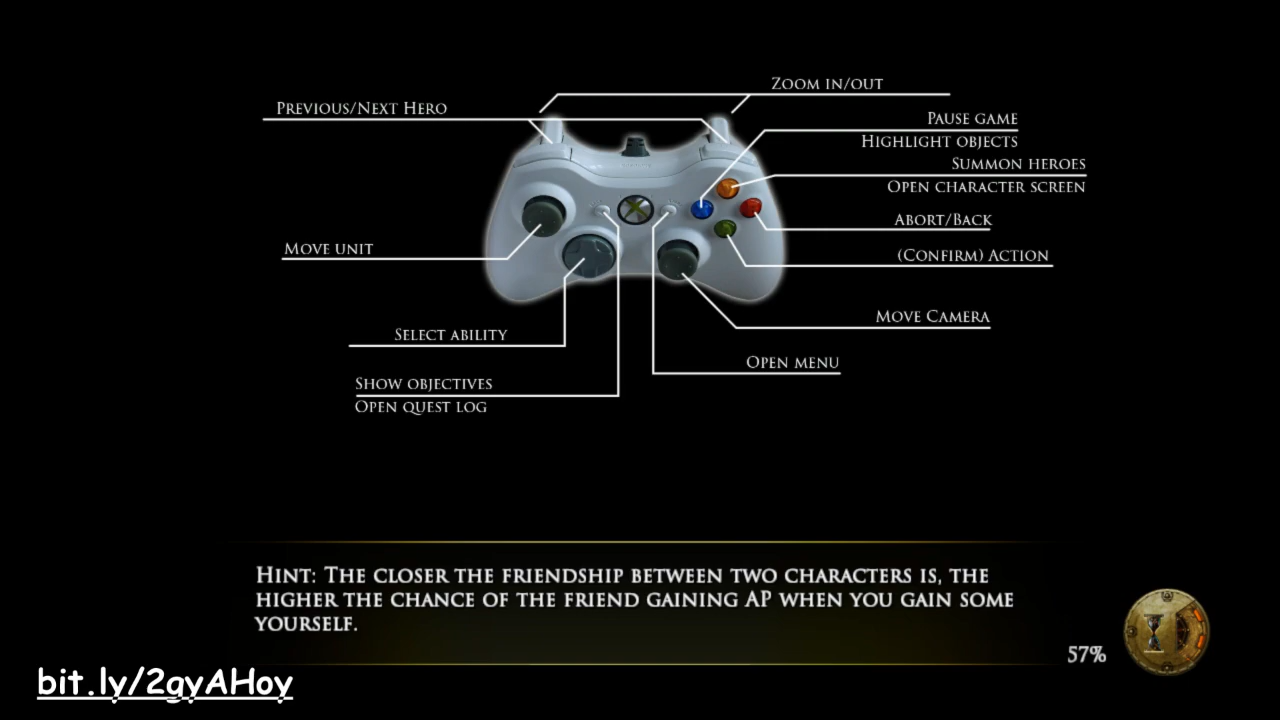 Zoom in/out
Previous/Next Hero
Pause game
Highlight objects
Summon heroes
Open character screen
Abort/Back
Move unit
(Confirm) Action
Move Camera
Select ability
Open menu
Show objectives
Open quest log
Hint: The closer the friendship between two characters is, the
higher the chance of the friend gaining AP when you gain some
yourself.
57%
bit.ly/2gyAHoy